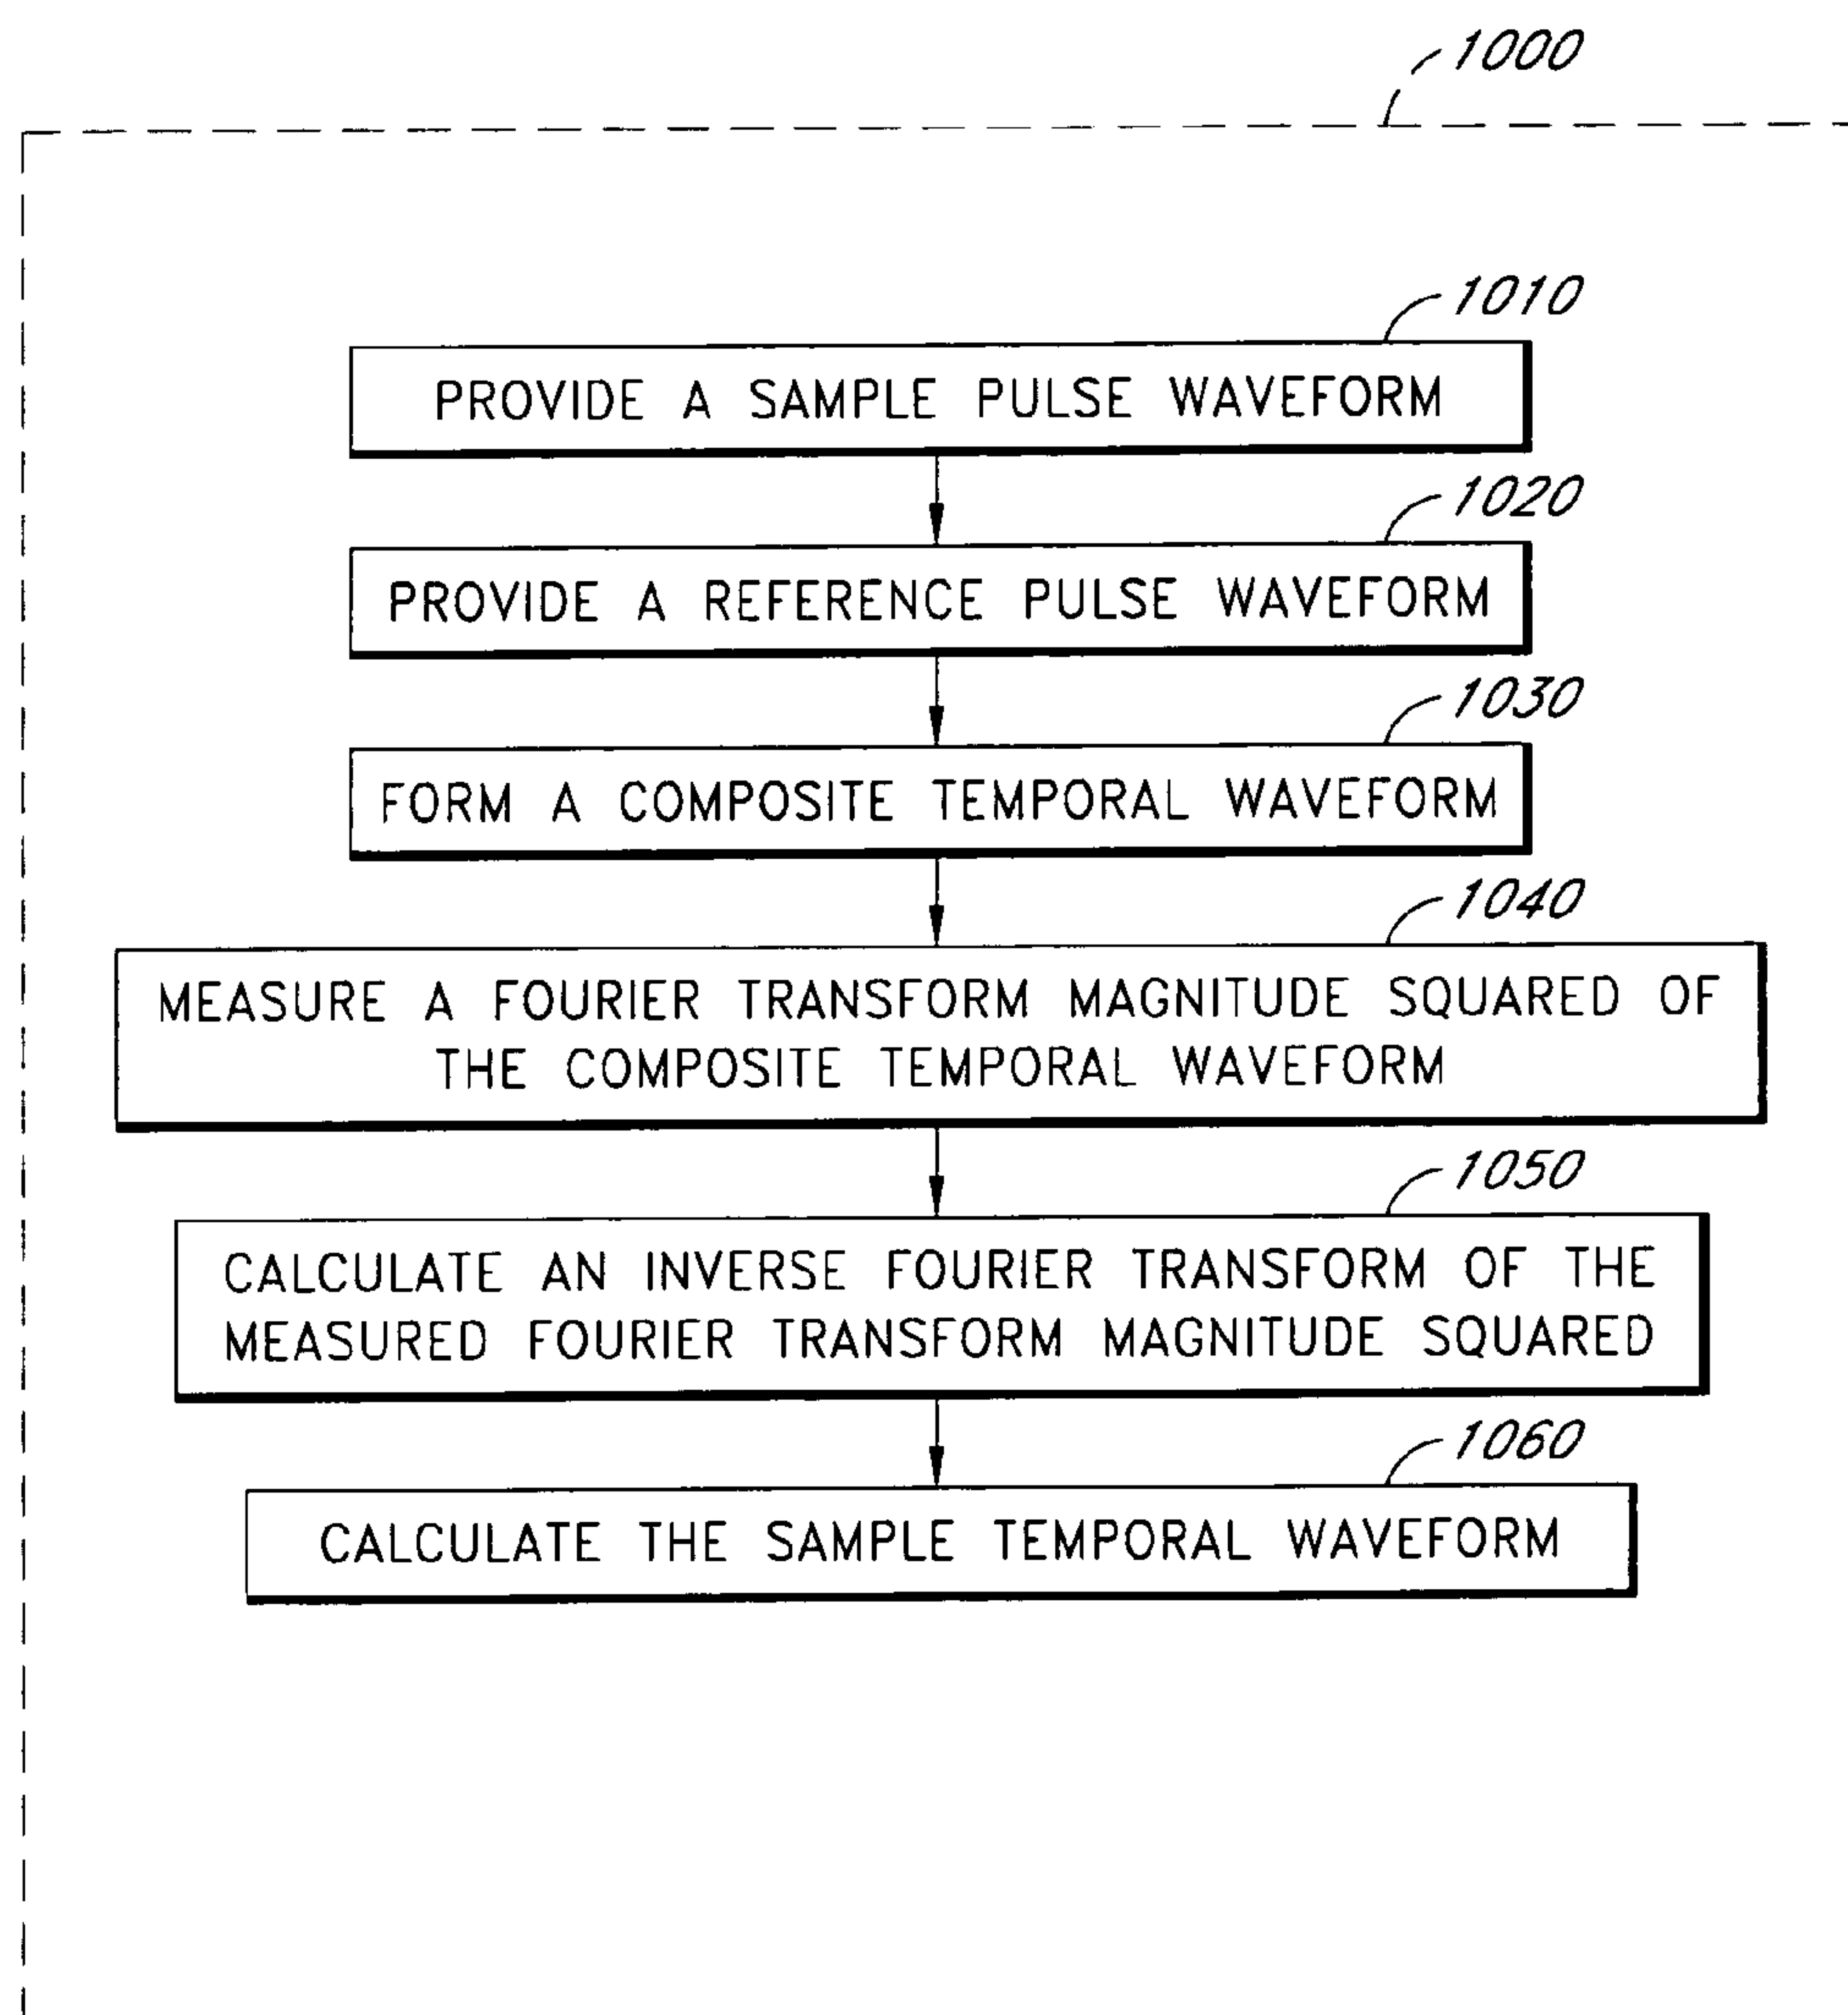 1000
1010
PROVIDE A SAMPLE PULSE WAVEFORM
1020
PROVIDE A REFERENCE PULSE WAVEFORM
1030
FORM A COMPOSITE TEMPORAL WAVEFORM
1040
MEASURE A FOURIER TRANSFORM MAGNITUDE SQUARED OF
THE COMPOSITE TEMPORAL WAVEFORM
1050
CALCULATE AN INVERSE FOURIER TRANSFORM OF THE
MEASURED FOURIER TRANSFORM MAGNITUDE SQUARED
1060
CALCULATE THE SAMPLE TEMPORAL WAVEFORM